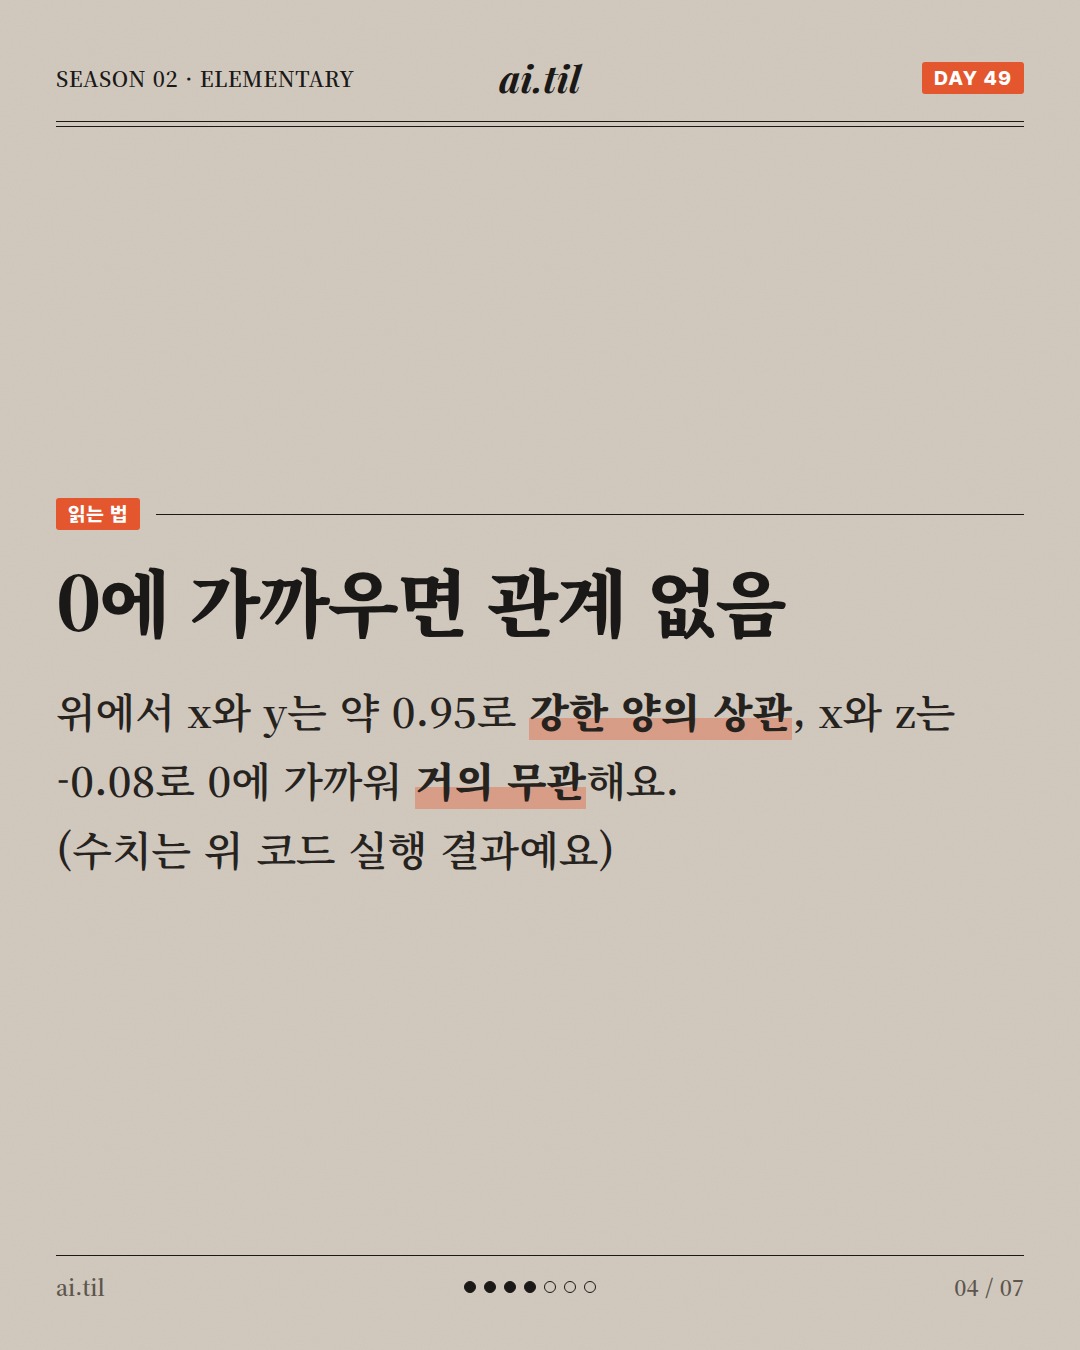 SEASON 02 · ELEMENTARY
ai.til
DAY 49
읽는 법
0에 가까우면 관계 없음
위에서 x와 y는 약 0.95로 강한 양의 상관, x와 z는
-0.08로 0에 가까워 거의 무관해요.
(수치는 위 코드 실행 결과예요)
ai.til
04 / 07